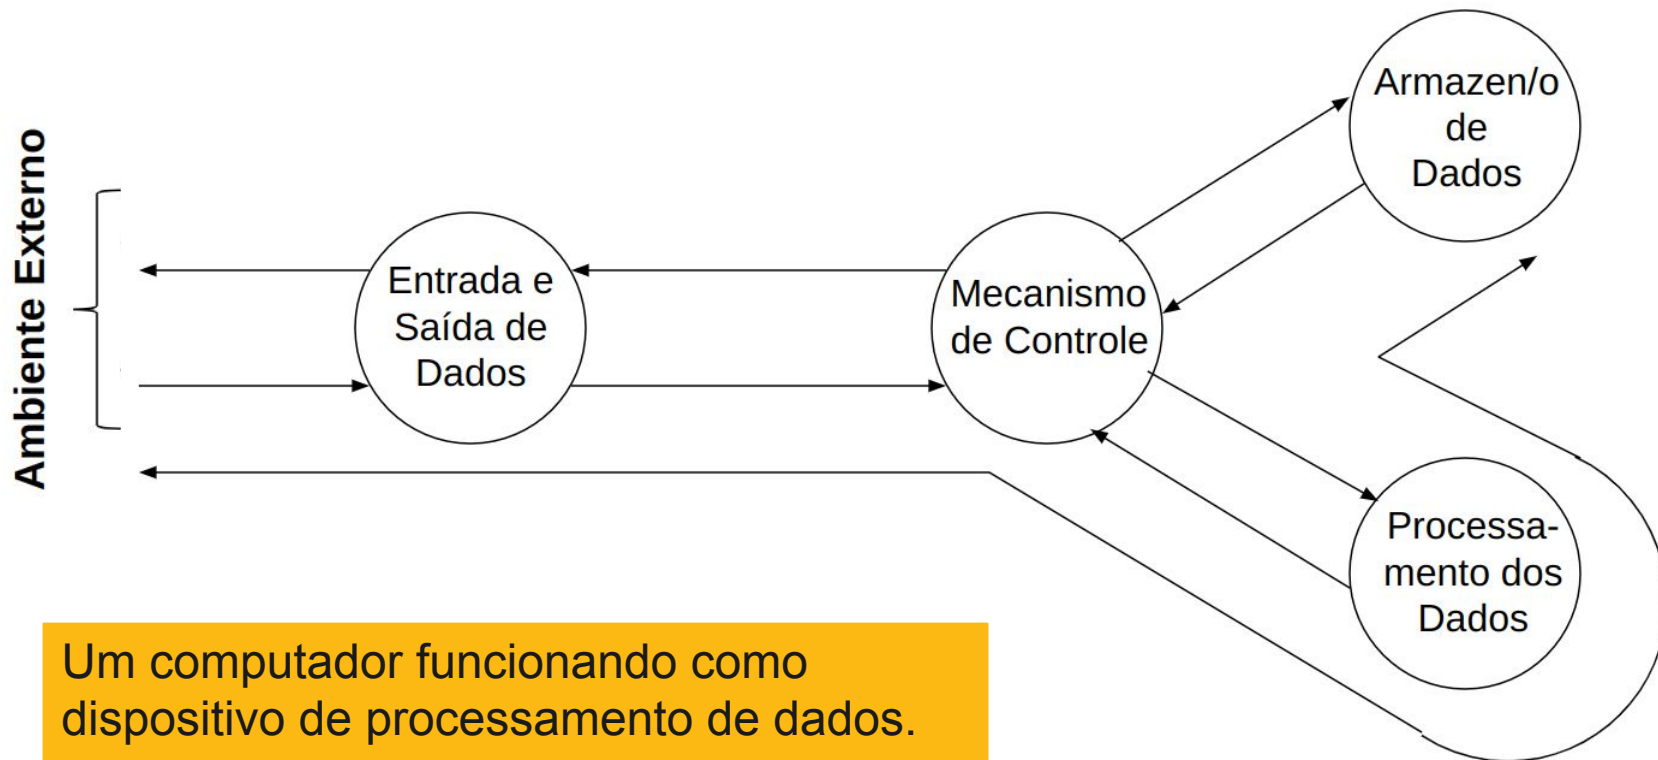 Ambiente Externo
Entrada e
Saída de
Dados
Mecanismo
de Controle
Armazen/o
de
Dados
Processa-
mento dos
Dados
Um computador funcionando como
dispositivo de processamento de dados.